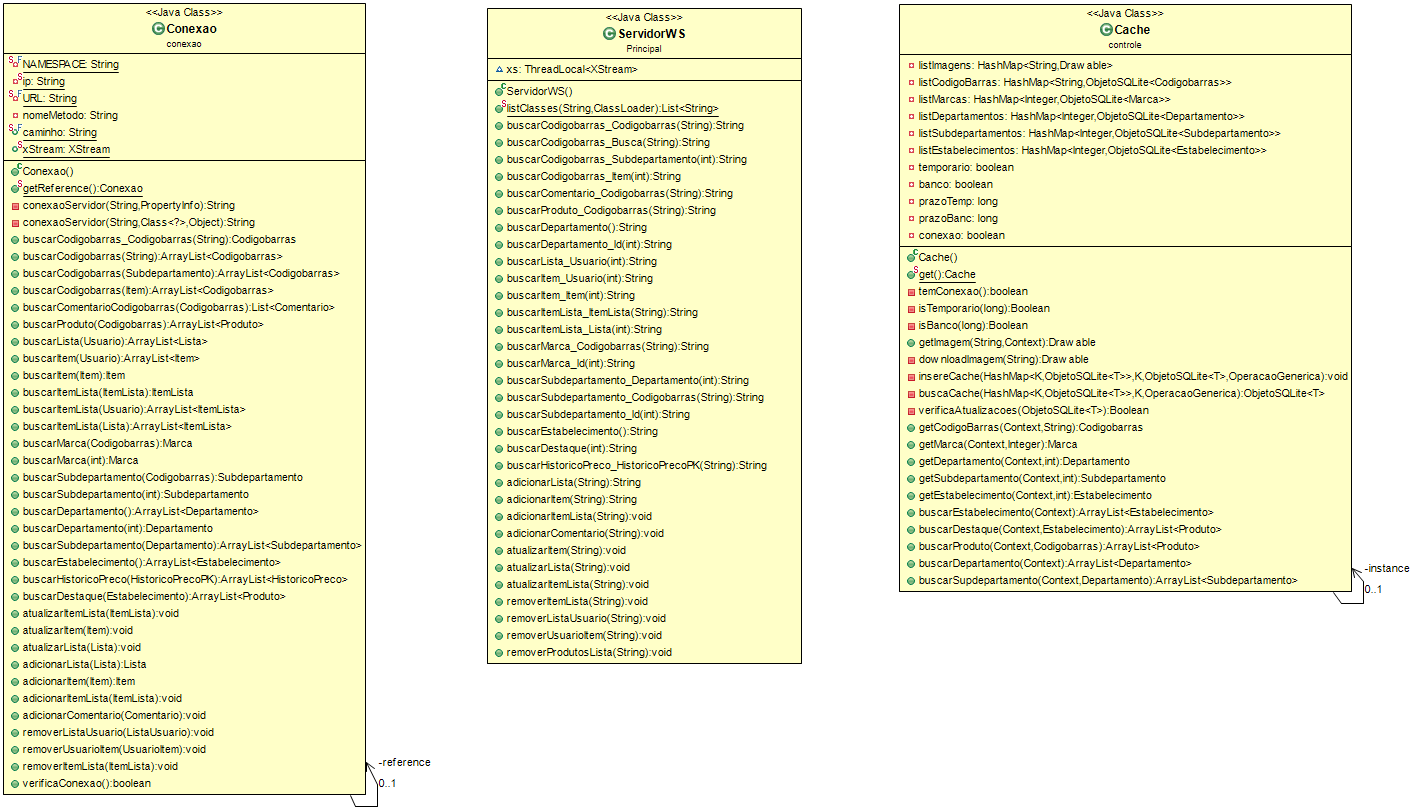 <<Java Class>>
Conexao
conexao
NAMESPACE: String
ip: String
URL: String
nomeMetodo: String
caminho: String
xStream: XStream
Conexao()
getReference():Conexao
conexaoServidor(String,PropertyInfo):String
conexaoServidor(String,Class<?>,Object):String
buscarCodigobarras_Codigobarras(String):Codigobarras
buscarCodigobarras(String):ArrayList<Codigobarras>
buscarCodigobarras(Subdepartamento):ArrayList<Codigobarras>
buscarCodigobarras(Item):ArrayList<Codigobarras>
buscarComentarioCodigobarras(Codigobarras):List<Comentario>
buscarProduto(Codigobarras):ArrayList<Produto>
buscarLista(Usuario):ArrayList<Lista>
buscarItem(Usuario):ArrayList<Item>
buscarItem(Item):Item
buscarItemLista(ItemLista):ItemLista
buscarItemLista(Usuario):ArrayList<ItemLista>
buscarItemLista(Lista):ArrayList<ItemLista>
buscarMarca(Codigobarras):Marca
buscarMarca(int):Marca
buscarSubdepartamento(Codigobarras):Subdepartamento
buscarSubdepartamento(int):Subdepartamento
buscarDepartamento():ArrayList<Departamento>
buscarDepartamento(int):Departamento
buscarSubdepartamento(Departamento):ArrayList<Subdepartamento>
buscarEstabelecimento():ArrayList<Estabelecimento>
buscarHistoricoPreco(HistoricoPrecoPK):ArrayList<HistoricoPreco>
buscarDestaque(Estabelecimento):ArrayList<Produto>
atualizarItemLista(ItemLista):void
atualizarItem(Item):void
atualizarLista(Lista):void
adicionarLista(Lista):Lista
adicionarItem(Item):Item
adicionarItemLista(ItemLista):void
adicionarComentario(Comentario):void
removerListaUsuario(ListaUsuario):void
removerUsuarioItem(UsuarioItem):void
removerItemLista(ItemLista):void
verificaConexao():boolean
-reference
0..1
<<Java Class>>
ServidorWS
Principal
xs: ThreadLocal<XStream>
ServidorWS()
listClasses(String,ClassLoader):List<String>
buscarCodigobarras_Codigobarras(String):String
buscarCodigobarras_Busca(String):String
buscarCodigobarras_Subdepartamento(int):String
buscarCodigobarras_Item(int):String
buscarComentario_Codigobarras(String):String
buscarProduto_Codigobarras(String):String
buscarDepartamento():String
buscarDepartamento_Id(int):String
buscarLista_Usuario(int):String
buscarItem_Usuario(int):String
buscarItem_Item(int):String
buscarItemLista_ItemLista(String):String
buscarItemLista_Lista(int):String
buscarMarca_Codigobarras(String):String
buscarMarca_Id(int):String
buscarSubdepartamento_Departamento(int):String
buscarSubdepartamento_Codigobarras(String):String
buscarSubdepartamento_Id(int):String
buscarEstabelecimento():String
buscarDestaque(int):String
buscarHistoricoPreco_HistoricoPrecoPK(String):String
adicionarLista(String):String
adicionarItem(String):String
adicionarItemLista(String):void
adicionarComentario(String):void
atualizarItem(String):void
atualizarLista(String):void
atualizarItemLista(String):void
removerItemLista(String):void
removerListaUsuario(String):void
removerUsuarioItem(String):void
removerProdutosLista(String):void
<<Java Class>>
Cache
controle
listImagens: HashMap<String,Drawable>
listCodigoBarras: HashMap<String,ObjetoSQLite<Codigobarras>>
listMarcas: HashMap<Integer,ObjetoSQLite<Marca>>
listDepartamentos: HashMap<Integer,ObjetoSQLite<Departamento>>
listSubdepartamentos: HashMap<Integer,ObjetoSQLite<Subdepartamento>>
listEstabelecimentos: HashMap<Integer,ObjetoSQLite<Estabelecimento>>
temporario: boolean
banco: boolean
prazoTemp: long
prazoBanc: long
conexao: boolean
Cache()
get():Cache
temConexao():boolean
isTemporario(long):Boolean
isBanco(long):Boolean
getImagem(String,Context):Drawable
downloadImagem(String):Drawable
insereCache(HashMap<K,ObjetoSQLite<T>>,K,ObjetoSQLite<T>,OperacaoGenerica):void
buscaCache(HashMap<K,ObjetoSQLite<T>>,K,OperacaoGenerica):ObjetoSQLite<T>
verificaAtualizacoes(ObjetoSQLite<T>):Boolean
getCodigoBarras(Context,String):Codigobarras
getMarca(Context,Integer):Marca
getDepartamento(Context,int):Departamento
getSubdepartamento(Context,int):Subdepartamento
getEstabelecimento(Context,int):Estabelecimento
buscarEstabelecimento(Context):ArrayList<Estabelecimento>
buscarDestaque(Context,Estabelecimento):ArrayList<Produto>
buscarProduto(Context,Codigobarras):ArrayList<Produto>
buscarDepartamento(Context):ArrayList<Departamento>
buscarSupdepartamento(Context,Departamento):ArrayList<Subdepartamento>
-instance
0..1